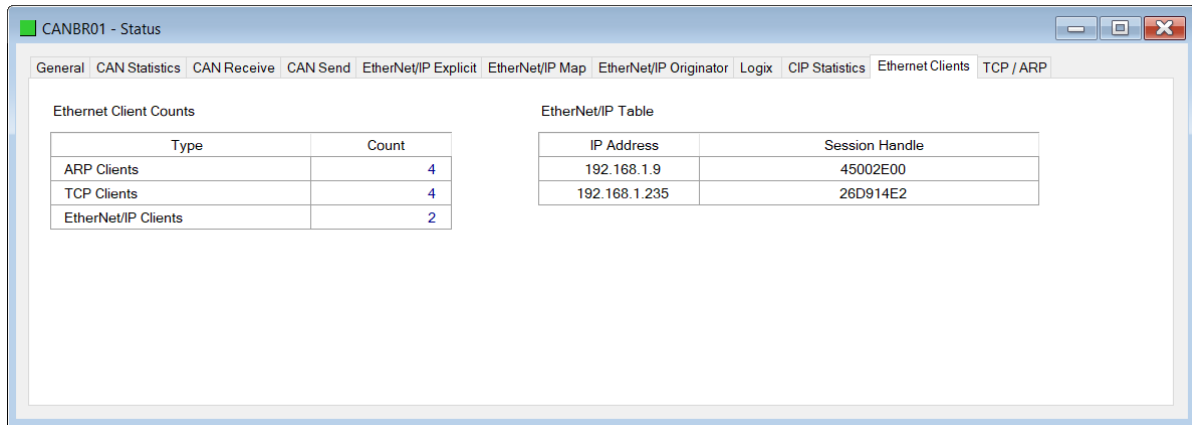 CANBR01 - Status
General CAN Statistics CAN Receive CAN Send EtherNet/IP Explicit EtherNet/IP Map EtherNet/IP Originator Logix CIP Statistics Ethernet Clients TCP / ARP
Ethernet Client Counts
Type Count
ARP Clients 4
TCP Clients 4
EtherNet/IP Clients 2
EtherNet/IP Table
IP Address Session Handle
192.168.1.9 45002E00
192.168.1.235 26D914E2